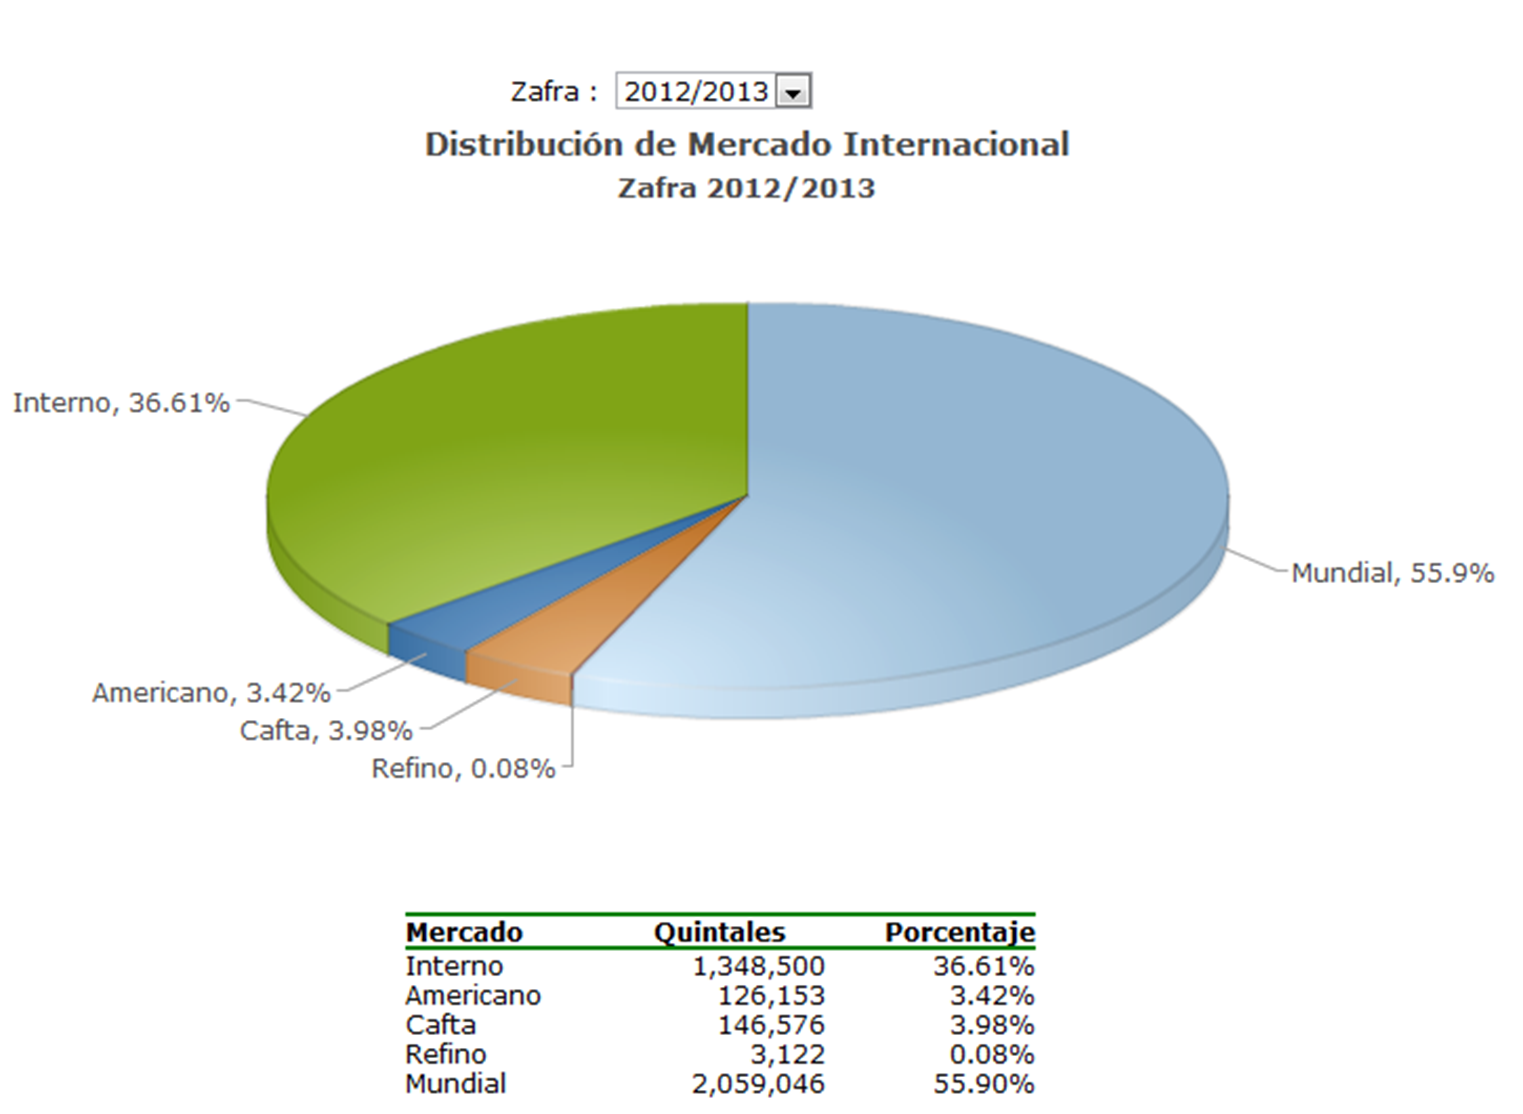 Zafra : 2012/2013
Distribución de Mercado Internacional
Zafra 2012/2013
Interno, 36.61%
Mundial, 55.9%
Americano, 3.42%
Cafta, 3.98%
Refino, 0.08%
Mercado Quintales Porcentaje
Interno 1,348,500 36.61%
Americano 126,153 3.42%
Cafta 146,576 3.98%
Refino 3,122 0.08%
Mundial 2,059,046 55.90%